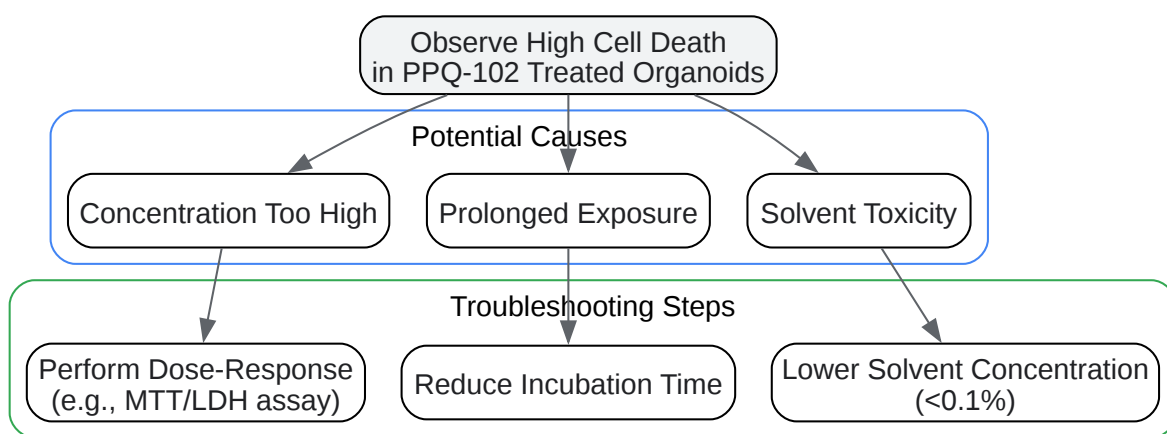 Observe High Cell Death
in PPQ-102 Treated Organoids
Potential Causes
Concentration Too High
Prolonged Exposure
Solvent Toxicity
Troubleshooting Steps
Perform Dose-Response
(e.g., MTT/LDH assay)
Reduce Incubation Time
Lower Solvent Concentration
(<0.1%)